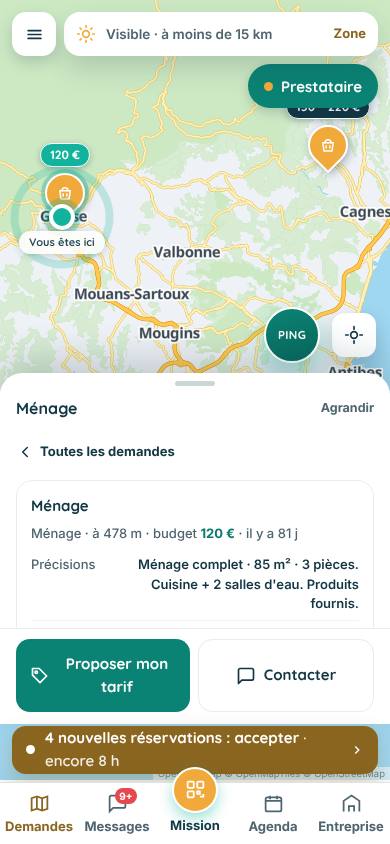 Visible · à moins de 15 km
Zone
Prestataire
120 €
Vous êtes ici
Cagnes
Valbonne
Mouans-Sartoux
Mougins
PING
Antibes
Ménage
Agrandir
Toutes les demandes
Ménage
Ménage · à 478 m · budget 120 € · il y a 81 j
Précisions
Ménage complet · 85 m² · 3 pièces.
Cuisine + 2 salles d'eau. Produits
fournis.
Proposer mon
tarif
Contacter
4 nouvelles réservations : accepter ·
encore 8 h
© OpenMapTiles © OpenStreetMap
9+
Demandes
Messages
Mission
Agenda
Entreprise